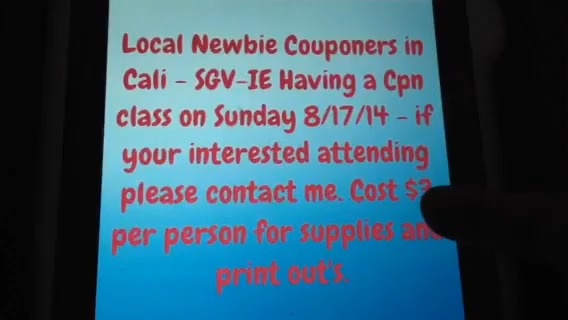 Local Newbie Couponers in
Cali - SGV-IE Having a Cpn
class on Sunday 8/17/14 - if
your interested attending
please contact me. Cost
per person for supplies and
print out's.